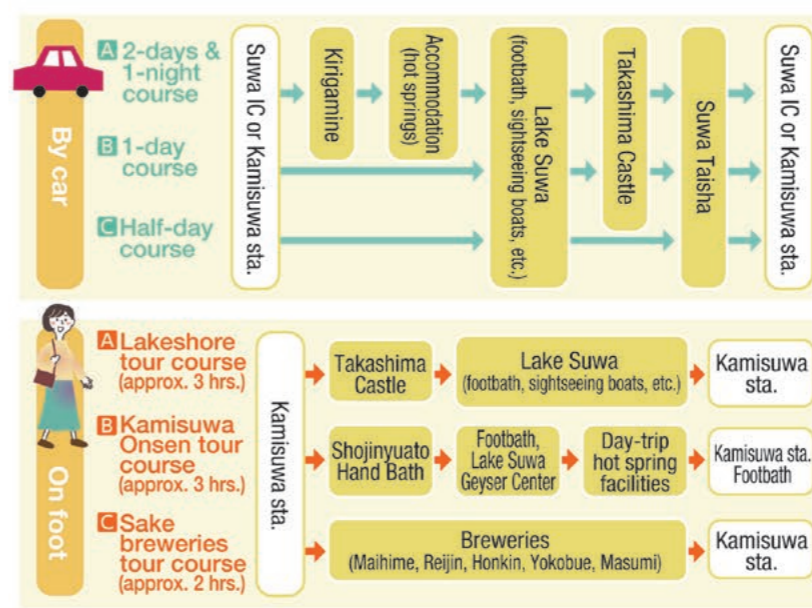 By car
A 2-days &
1-night
course
B 1-day
course
C Half-day
course
Suwa IC or Kamisuwa sta.
Kirigamine
Accommodation
(hot springs)
Lake Suwa
(footbath, sightseeing boats, etc.)
Takashima Castle
Suwa Taisha
Suwa IC or Kamisuwa sta.
On foot
A Lakeshore
tour course
(approx. 3 hrs.)
B Kamisuwa
Onsen tour
course
(approx. 3 hrs.)
C Sake
breweries
tour course
(approx. 2 hrs.)
Kamisuwa sta.
Takashima
Castle
Lake Suwa
(footbath, sightseeing boats, etc.)
Kamisuwa
sta.
Shojinyuato
Hand Bath
Footbath,
Lake Suwa
Geyser Center
Day-trip
hot spring
facilities
Kamisuwa sta.
Footbath
Breweries
(Maihime, Reijin, Honkin, Yokobue, Masumi)
Kamisuwa
sta.